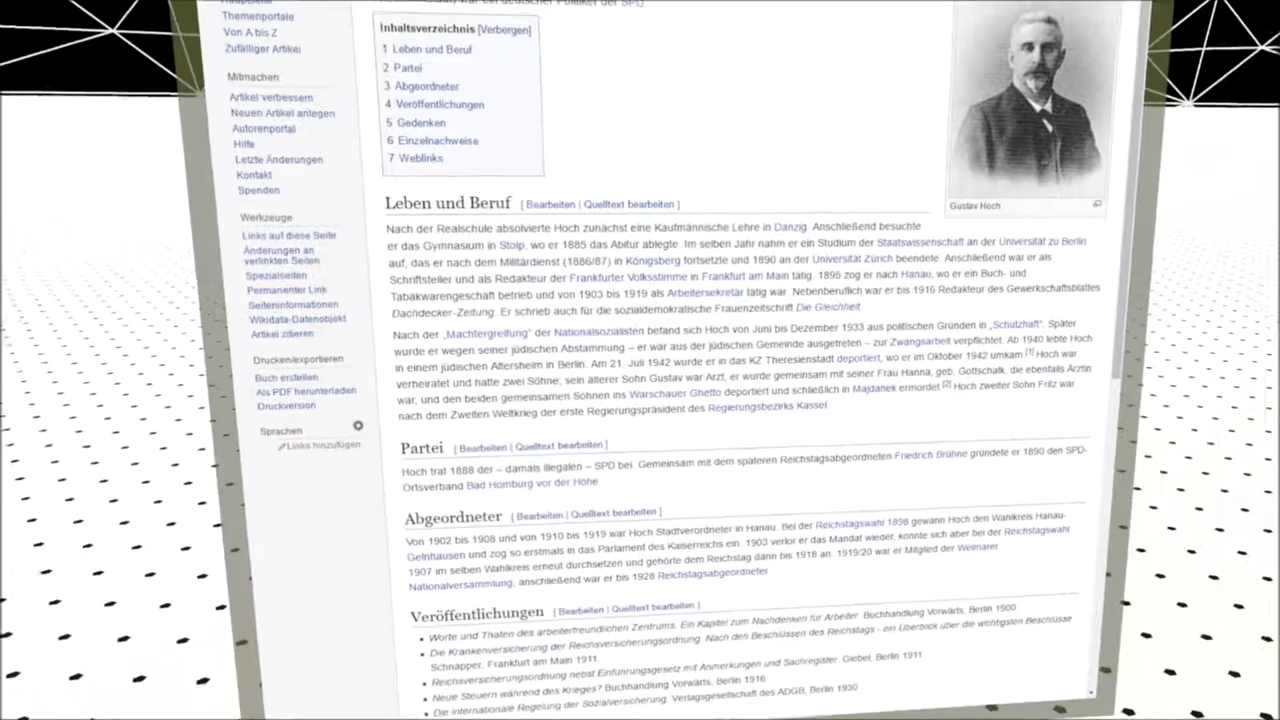 Themenportale
Von A bis Z
Zufälliger Artikel
Mitmachen
Artikel verbessern
Neuen Artikel anlegen
Autorenportal
Hilfe
Letzte Änderungen
Kontakt
Spenden
Werkzeuge
Links auf diese Seite
Änderungen an
verlinkten Seiten
Spezialseiten
Permanenter Link
Seiteninformationen
Wikidata-Datenobjekt
Artikel zitieren
Drucken/exportieren
Buch erstellen
Als PDF herunterladen
Druckversion
Sprachen
Links hinzufügen
war ein deutscher Politiker der SPD
Inhaltsverzeichnis [Verbergen]
1 Leben und Beruf
2 Partei
3 Abgeordneter
4 Veröffentlichungen
5 Gedenken
6 Einzelnachweise
7 Weblinks
Gustav Hoch
Leben und Beruf [ Bearbeiten | Quelltext bearbeiten ]
Nach der Realschule absolvierte Hoch zunächst eine Kaufmännische Lehre in Danzig. Anschließend besuchte
er das Gymnasium in Stolp, wo er 1885 das Abitur ablegte. Im selben Jahr nahm er ein Studium der Staatswissenschaft an der Universität zu Berlin
auf, das er nach dem Militärdienst (1886/87) in Königsberg fortsetzte und 1890 an der Universität Zürich beendete. Anschließend war er als
Schriftsteller und als Redakteur der Frankfurter Volksstimme in Frankfurt am Main tätig. 1895 zog er nach Hanau, wo er ein Buch- und
Tabakwarengeschäft betrieb und von 1903 bis 1919 als Arbeitersekretär tätig war. Nebenberuflich war er bis 1916 Redakteur des Gewerkschaftsblattes
Dachdecker-Zeitung. Er schrieb auch für die sozialdemokratische Frauenzeitschrift Die Gleichheit.
Nach der „Machtergreifung“ der Nationalsozialisten befand sich Hoch von Juni bis Dezember 1933 aus politischen Gründen in „Schutzhaft“. Später
wurde er wegen seiner jüdischen Abstammung – er war aus der jüdischen Gemeinde ausgetreten – zur Zwangsarbeit verpflichtet. Ab 1940 lebte Hoch
in einem jüdischen Altersheim in Berlin. Am 21. Juli 1942 wurde er in das KZ Theresienstadt deportiert, wo er im Oktober 1942 umkam.[1] Hoch war
verheiratet und hatte zwei Söhne; sein älterer Sohn Gustav war Arzt, er wurde gemeinsam mit seiner Frau Hanna, geb. Gottschalk, die ebenfalls Ärztin
war, und den beiden gemeinsamen Söhnen ins Warschauer Ghetto deportiert und schließlich in Majdanek ermordet.[2] Hoch zweiter Sohn Fritz war
nach dem Zweiten Weltkrieg der erste Regierungspräsident des Regierungsbezirks Kassel.
Partei [ Bearbeiten | Quelltext bearbeiten ]
Hoch trat 1888 der – damals illegalen – SPD bei. Gemeinsam mit dem späteren Reichstagsabgeordneten Friedrich Brühne gründete er 1890 den SPD-
Ortsverband Bad Homburg vor der Höhe.
Abgeordneter [ Bearbeiten | Quelltext bearbeiten ]
Von 1902 bis 1908 und von 1910 bis 1919 war Hoch Stadtverordneter in Hanau. Bei der Reichstagswahl 1898 gewann Hoch den Wahlkreis Hanau-
Gelnhausen und zog so erstmals in das Parlament des Kaiserreichs ein. 1903 verlor er das Mandat wieder, konnte sich aber bei der Reichstagswahl
1907 im selben Wahlkreis erneut durchsetzen und gehörte dem Reichstag dann bis 1918 an. 1919/20 war er Mitglied der Weimarer
Nationalversammlung, anschließend war er bis 1928 Reichstagsabgeordneter.
Veröffentlichungen [ Bearbeiten | Quelltext bearbeiten ]
Worte und Thaten des arbeiterfreundlichen Zentrums. Ein Kapitel zum Nachdenken für Arbeiter. Buchhandlung Vorwärts, Berlin 1900.
Die Krankenversicherung der Reichsversicherungsordnung. Nach den Beschlüssen des Reichstags - ein Überblick über die wichtigsten Beschlüsse
Schnapper, Frankfurt am Main 1911.
Reichsversicherungsordnung nebst Einführungsgesetz mit Anmerkungen und Sachregister. Giebel, Berlin 1911
Neue Steuern während des Krieges? Buchhandlung Vorwärts, Berlin 1916.
Die internationale Regelung der Sozialversicherung. Verlagsgesellschaft des ADGB, Berlin 1930